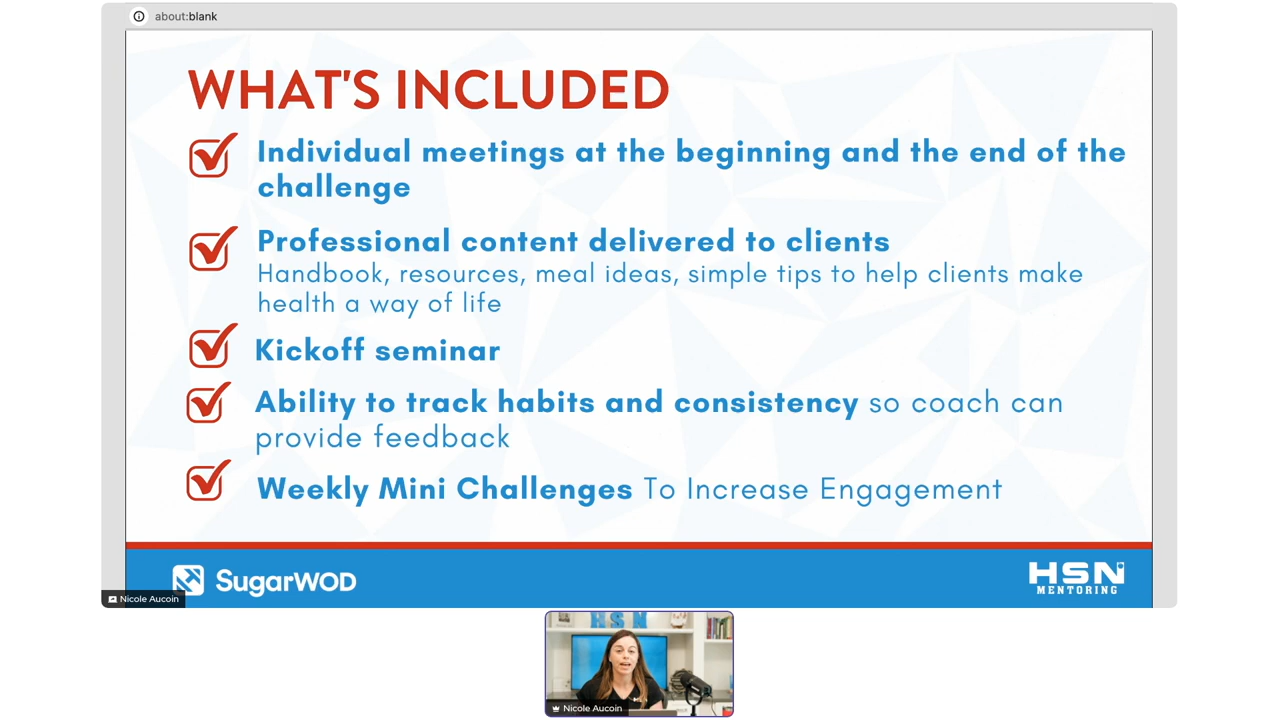 about:blank
WHAT'S INCLUDED
Individual meetings at the beginning and the end of the
challenge
Professional content delivered to clients
Handbook, resources, meal ideas, simple tips to help clients make
health a way of life
Kickoff seminar
Ability to track habits and consistency so coach can
provide feedback
Weekly Mini Challenges To Increase Engagement
SugarWOD
HSN
MENTORING
Nicole Aucoin
HSN
HSN
Nicole Aucoin